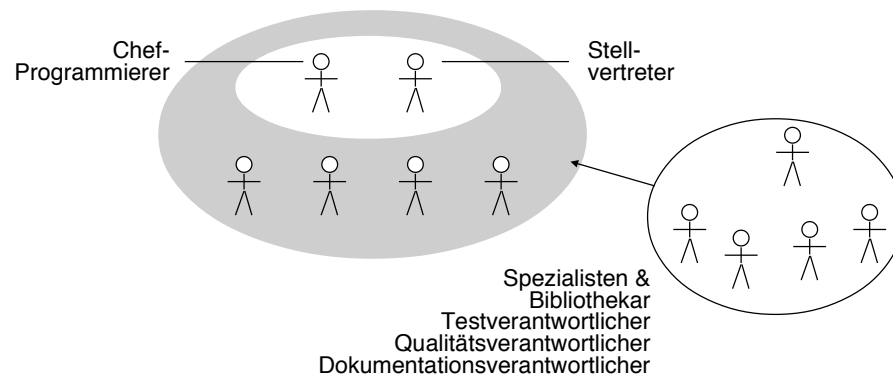 Chef-
Programmierer
Stell-
vertreter
Spezialisten &
Bibliothekar
Testverantwortlicher
Qualitätsverantwortlicher
Dokumentationsverantwortlicher